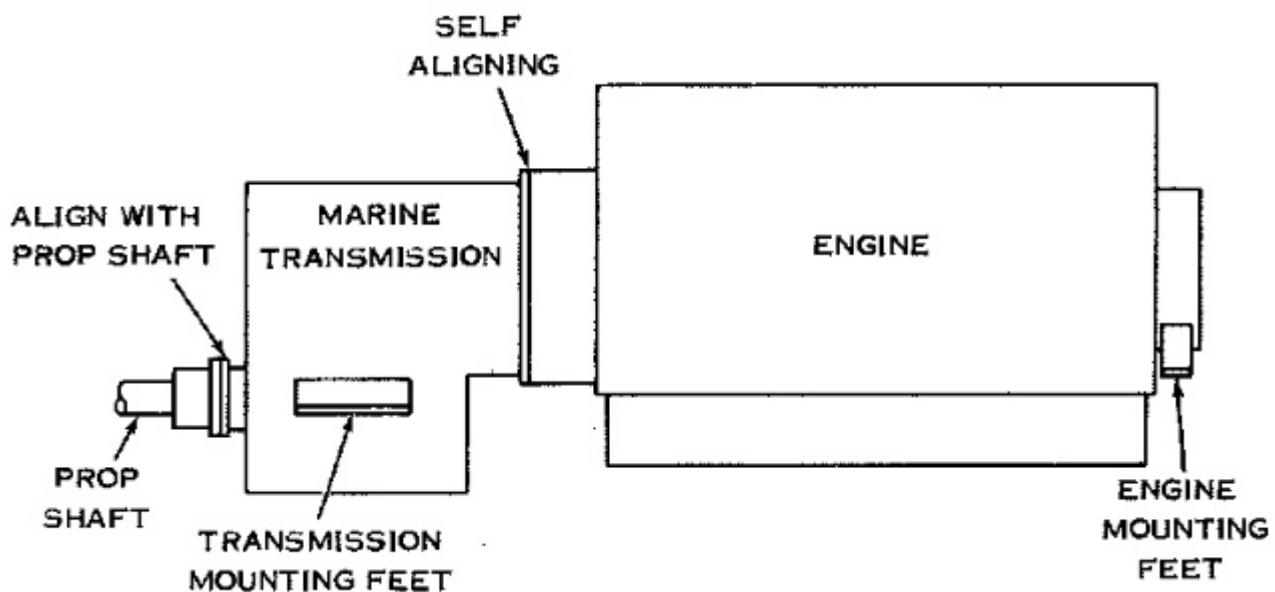 SELF
ALIGNING
ALIGN WITH
PROP SHAFT
MARINE
TRANSMISSION
ENGINE
PROP
SHAFT
TRANSMISSION
MOUNTING FEET
ENGINE
MOUNTING
FEET